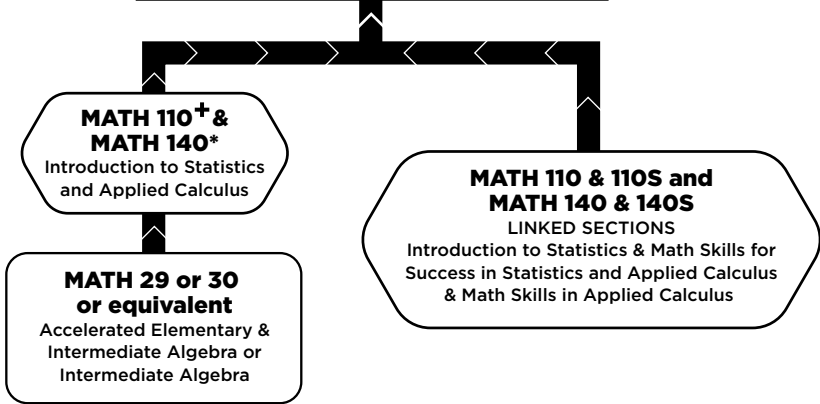 MATH 110+ &
MATH 140*
Introduction to Statistics
and Applied Calculus
MATH 29 or 30
or equivalent
Accelerated Elementary &
Intermediate Algebra or
Intermediate Algebra
MATH 110 & 110S and
MATH 140 & 140S
LINKED SECTIONS
Introduction to Statistics & Math Skills for
Success in Statistics and Applied Calculus
& Math Skills in Applied Calculus